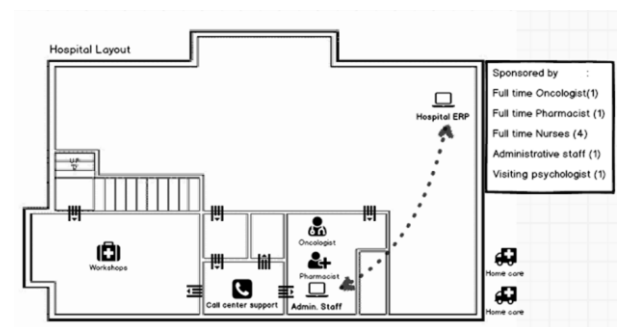 Hospital Layout
Sponsored by :
Full time Oncologist(1)
Full time Pharmacist (1)
Full time Nurses (4)
Administrative staff (1)
Visiting psychologist (1)
Hospital ERP
UP
Oncologist
Pharmacist
Workshops
Call center support
Admin. Staff
Home care
Home care